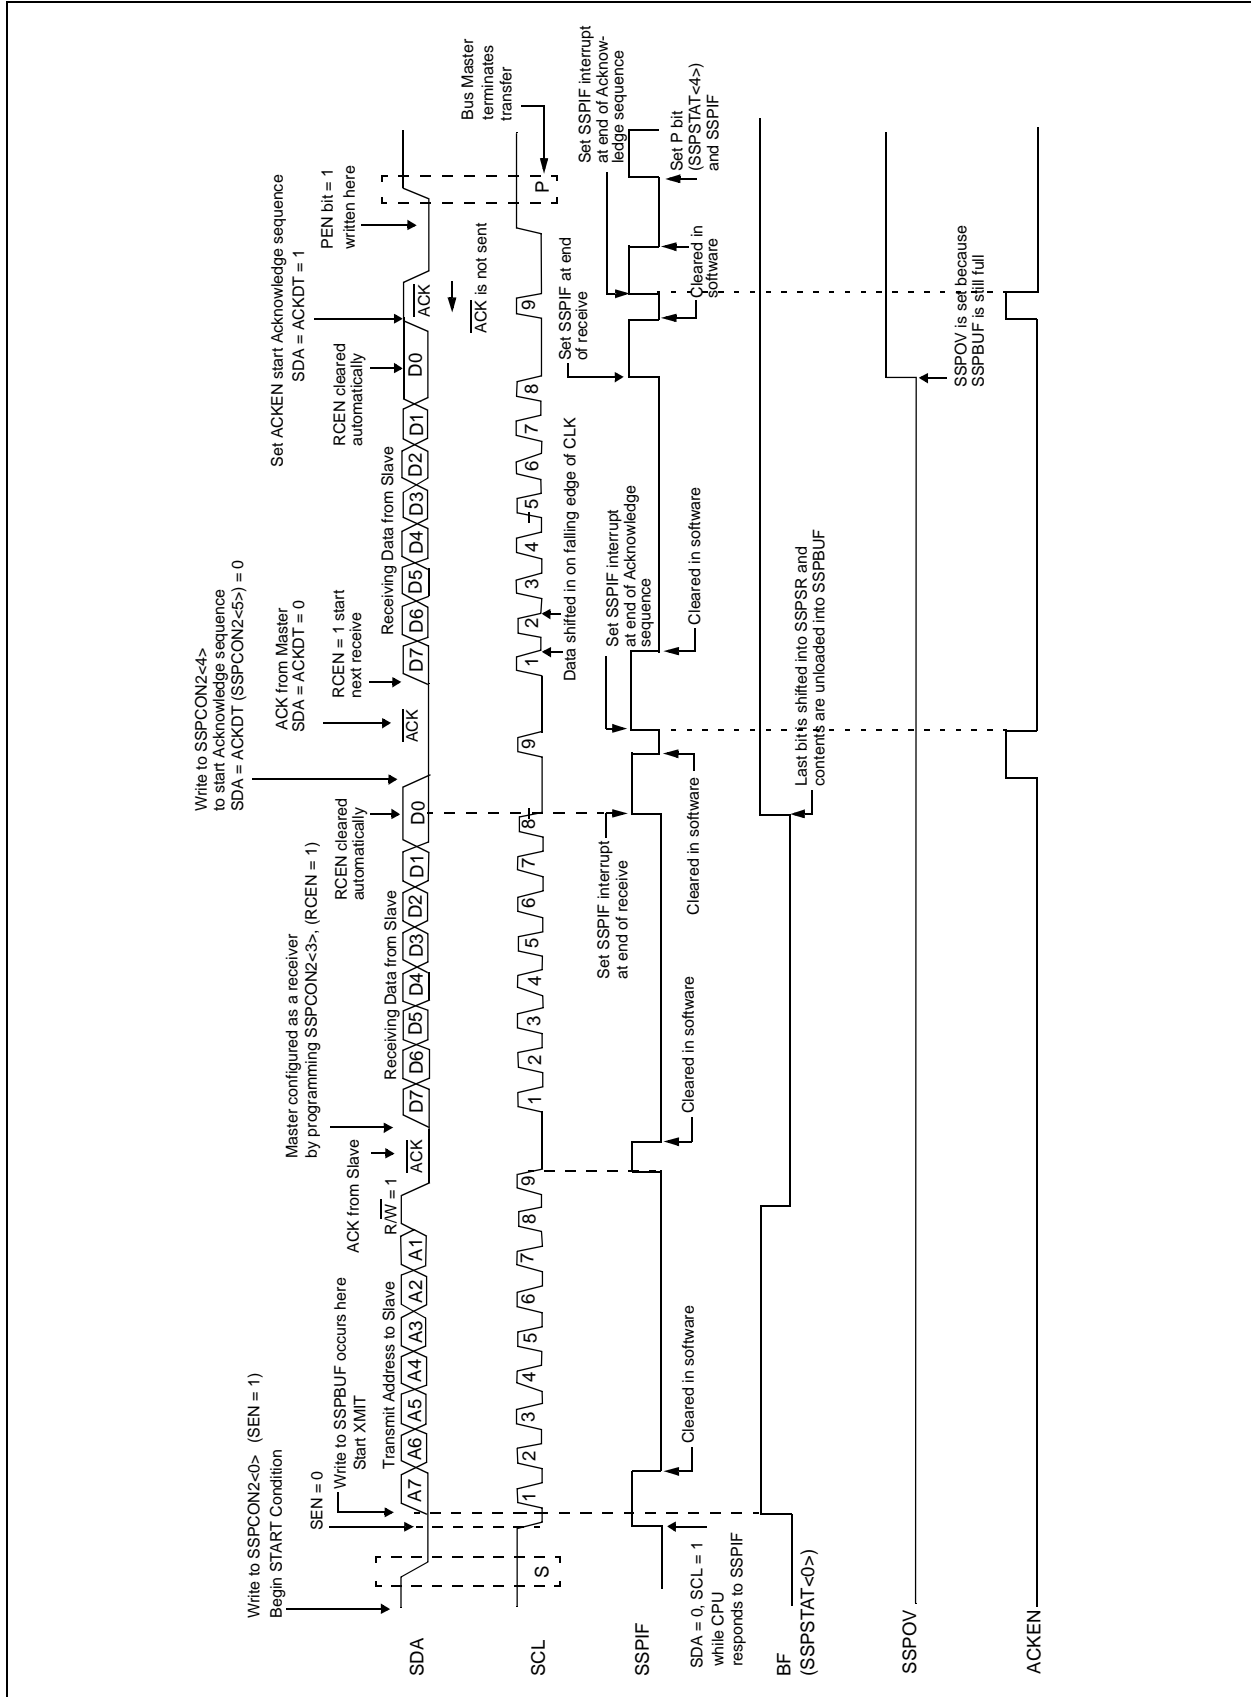 Write to SSPCON2<0> (SEN = 1)
Begin START Condition
SEN = 0
Write to SSPBUF occurs here
Start XMIT
Transmit Address to Slave
ACK from Slave
R/W = 1
Master configured as a receiver
by programming SSPCON2<3>, (RCEN = 1)
Receiving Data from Slave
RCEN cleared
automatically
Write to SSPCON2<4>
to start Acknowledge sequence
SDA = ACKDT (SSPCON2<5>) = 0
ACK from Master
SDA = ACKDT = 0
RCEN = 1 start
next receive
Receiving Data from Slave
RCEN cleared
automatically
Set ACKEN start Acknowledge sequence
SDA = ACKDT = 1
PEN bit = 1
written here
SDA
A7 A6 A5 A4 A3 A2 A1
ACK
D7 D6 D5 D4 D3 D2 D1 D0
ACK
D7 D6 D5 D4 D3 D2 D1 D0
ACK
ACK is not sent
Bus Master
terminates
transfer
SCL
S
1 2 3 4 5 6 7 8 9
1 2 3 4 5 6 7 8
9
1 2 3 4 5 6 7 8
9
P
Data shifted in on falling edge of CLK
Set SSPIF interrupt
at end of receive
Set SSPIF interrupt
at end of Acknowledge
sequence
Set SSPIF at end
of receive
Set SSPIF interrupt
at end of Acknow-
ledge sequence
SSPIF
SDA = 0, SCL = 1
while CPU
responds to SSPIF
Cleared in software
Cleared in software
Cleared in software
Cleared in software
Cleared in
software
Set P bit
(SSPSTAT<4>)
and SSPIF
BF
(SSPSTAT<0>)
Last bit is shifted into SSPSR and
contents are unloaded into SSPBUF
SSPOV
SSPOV is set because
SSPBUF is still full
ACKEN